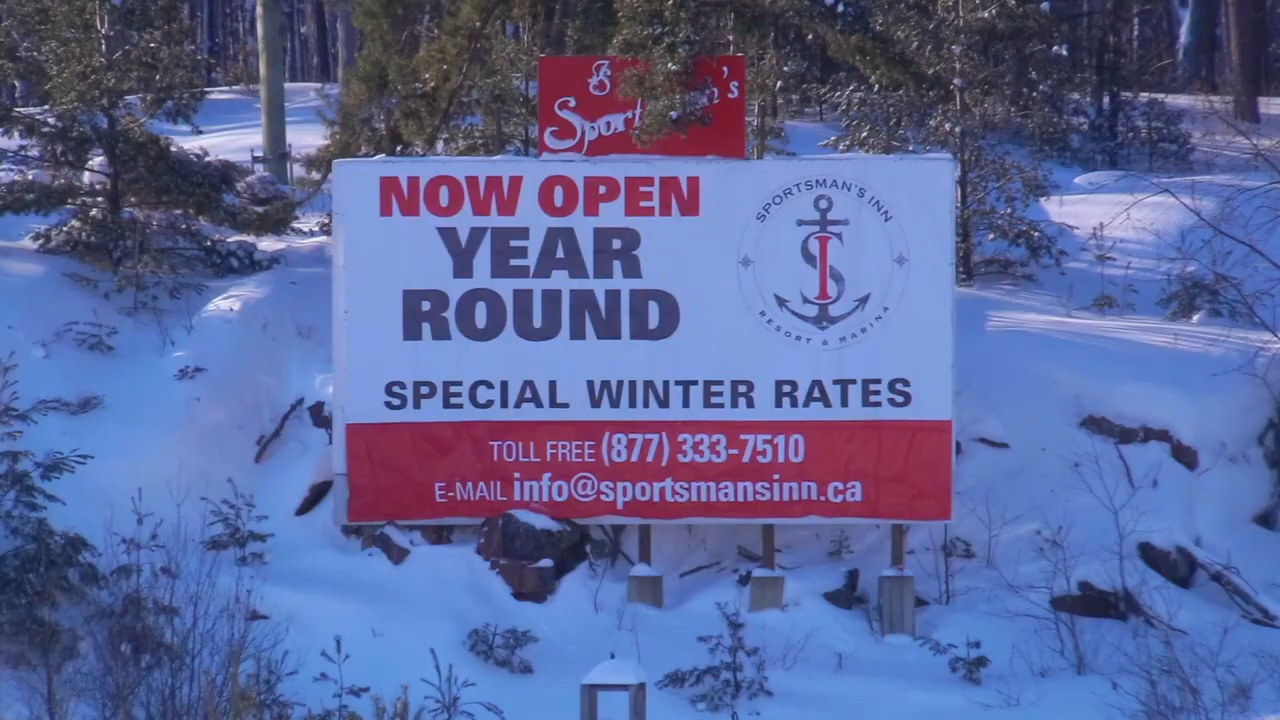 NOW OPEN
YEAR
ROUND
SPORTSMAN'S INN
SI
RESORT & MARINA
SPECIAL WINTER RATES
TOLL FREE (877) 333-7510
E-MAIL info@sportsmansinn.ca